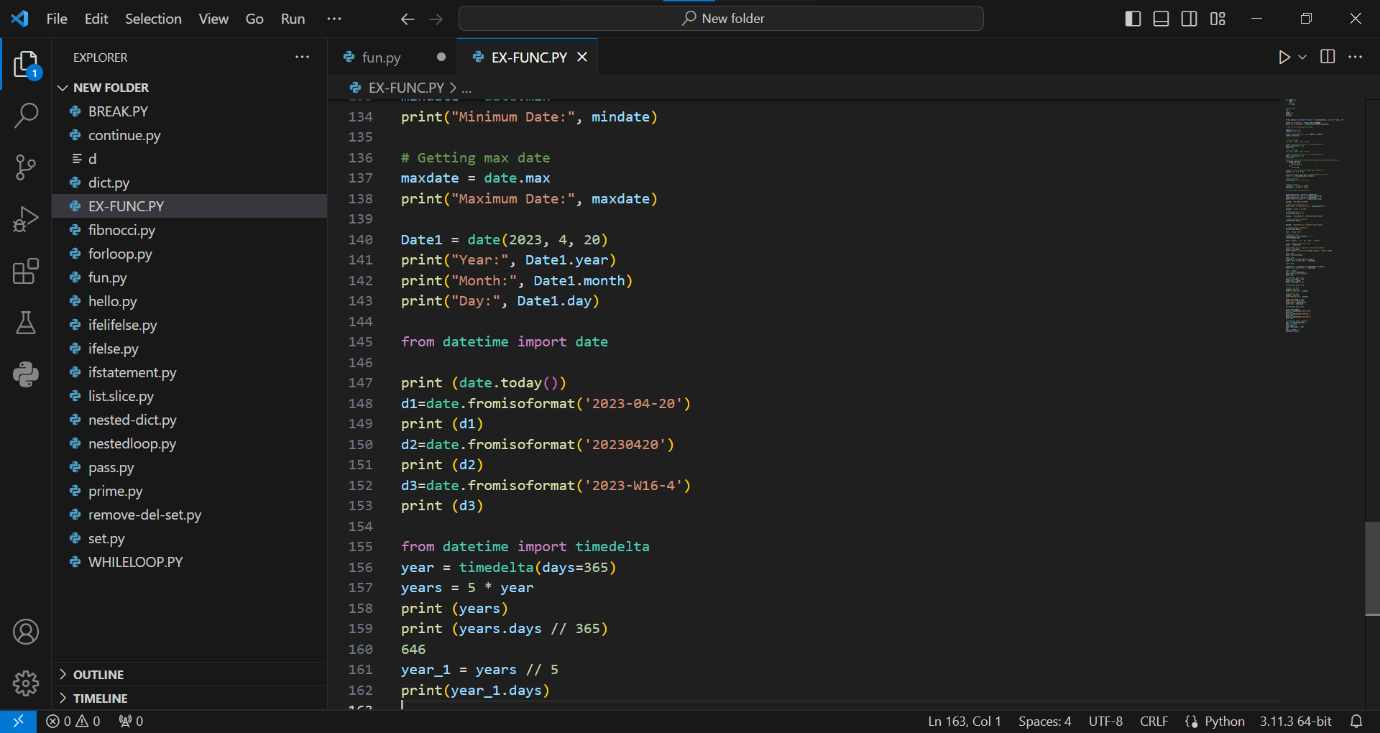 File Edit Selection View Go Run ··· New folder
EXPLORER ···
NEW FOLDER
BREAK.PY
continue.py
d
dict.py
EX-FUNC.PY
fibnocci.py
forloop.py
fun.py
hello.py
ifelifelse.py
ifelse.py
ifstatement.py
list.slice.py
nested-dict.py
nestedloop.py
pass.py
prime.py
remove-del-set.py
set.py
WHILELOOP.PY
OUTLINE
TIMELINE
1
fun.py EX-FUNC.PY
EX-FUNC.PY > ...
134 print("Minimum Date:", mindate)
135
136 # Getting max date
137 maxdate = date.max
138 print("Maximum Date:", maxdate)
139
140 Date1 = date(2023, 4, 20)
141 print("Year:", Date1.year)
142 print("Month:", Date1.month)
143 print("Day:", Date1.day)
144
145 from datetime import date
146
147 print (date.today())
148 d1=date.fromisoformat('2023-04-20')
149 print (d1)
150 d2=date.fromisoformat('20230420')
151 print (d2)
152 d3=date.fromisoformat('2023-W16-4')
153 print (d3)
154
155 from datetime import timedelta
156 year = timedelta(days=365)
157 years = 5 * year
158 print (years)
159 print (years.days // 365)
160 646
161 year_1 = years // 5
162 print(year_1.days)
0 0 0 Ln 163, Col 1 Spaces: 4 UTF-8 CRLF Python 3.11.3 64-bit